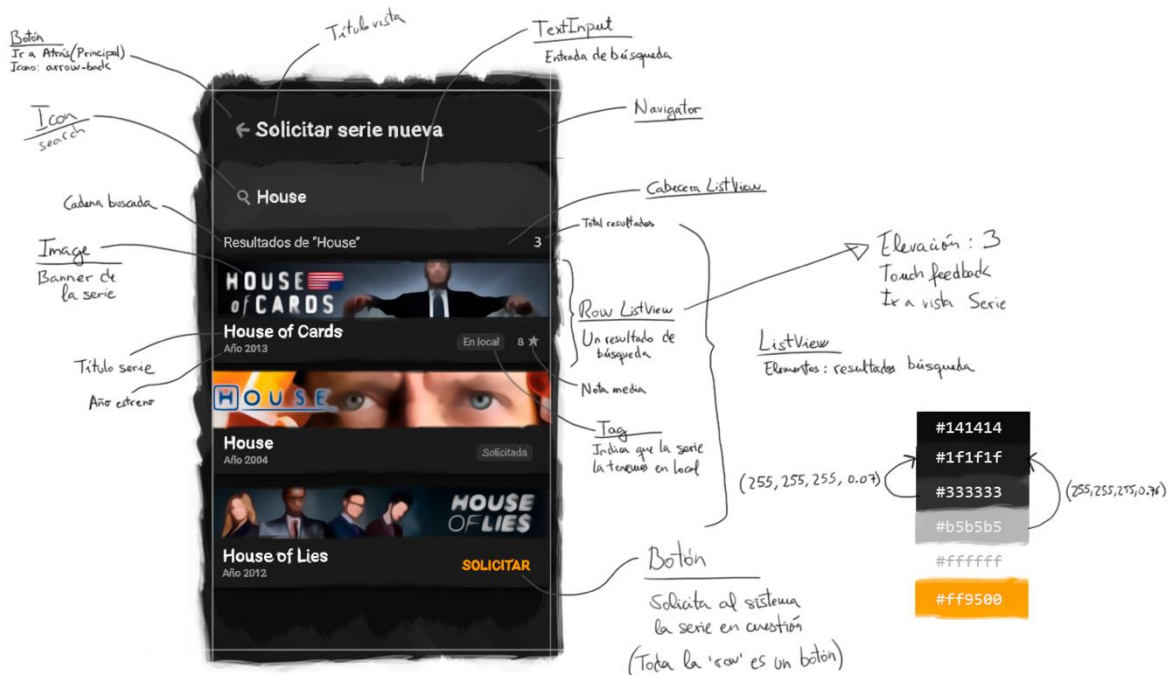 Botón
Ir a Atrás (Principal)
Icono: arrow-back
Título vista
TextInput
Entrada de búsqueda
Navigator
Icon
search
Cadena buscada
Image
Banner de
la serie
Título serie
Año estreno
← Solicitar serie nueva
House
Resultados de "House"
3
HOUSE
of CARDS
House of Cards
Año 2013
En local
8 ★
HOUSE
House
Año 2004
Solicitada
HOUSE
OF LIES
House of Lies
Año 2012
SOLICITAR
Cabecera ListView
Total resultados
Row ListView
Un resultado de
búsqueda
Nota media
Tag
Indica que la serie
la tenemos en local
Elevación: 3
Touch feedback
Ir a vista Serie
ListView
Elementos: resultados búsqueda
Botón
Solicita al sistema
la serie en cuestión
(Toda la 'row' es un botón)
#141414
#1f1f1f
#333333
#b5b5b5
#ffffff
#ff9500
(255,255,255,0.07)
(255,255,255,0.76)